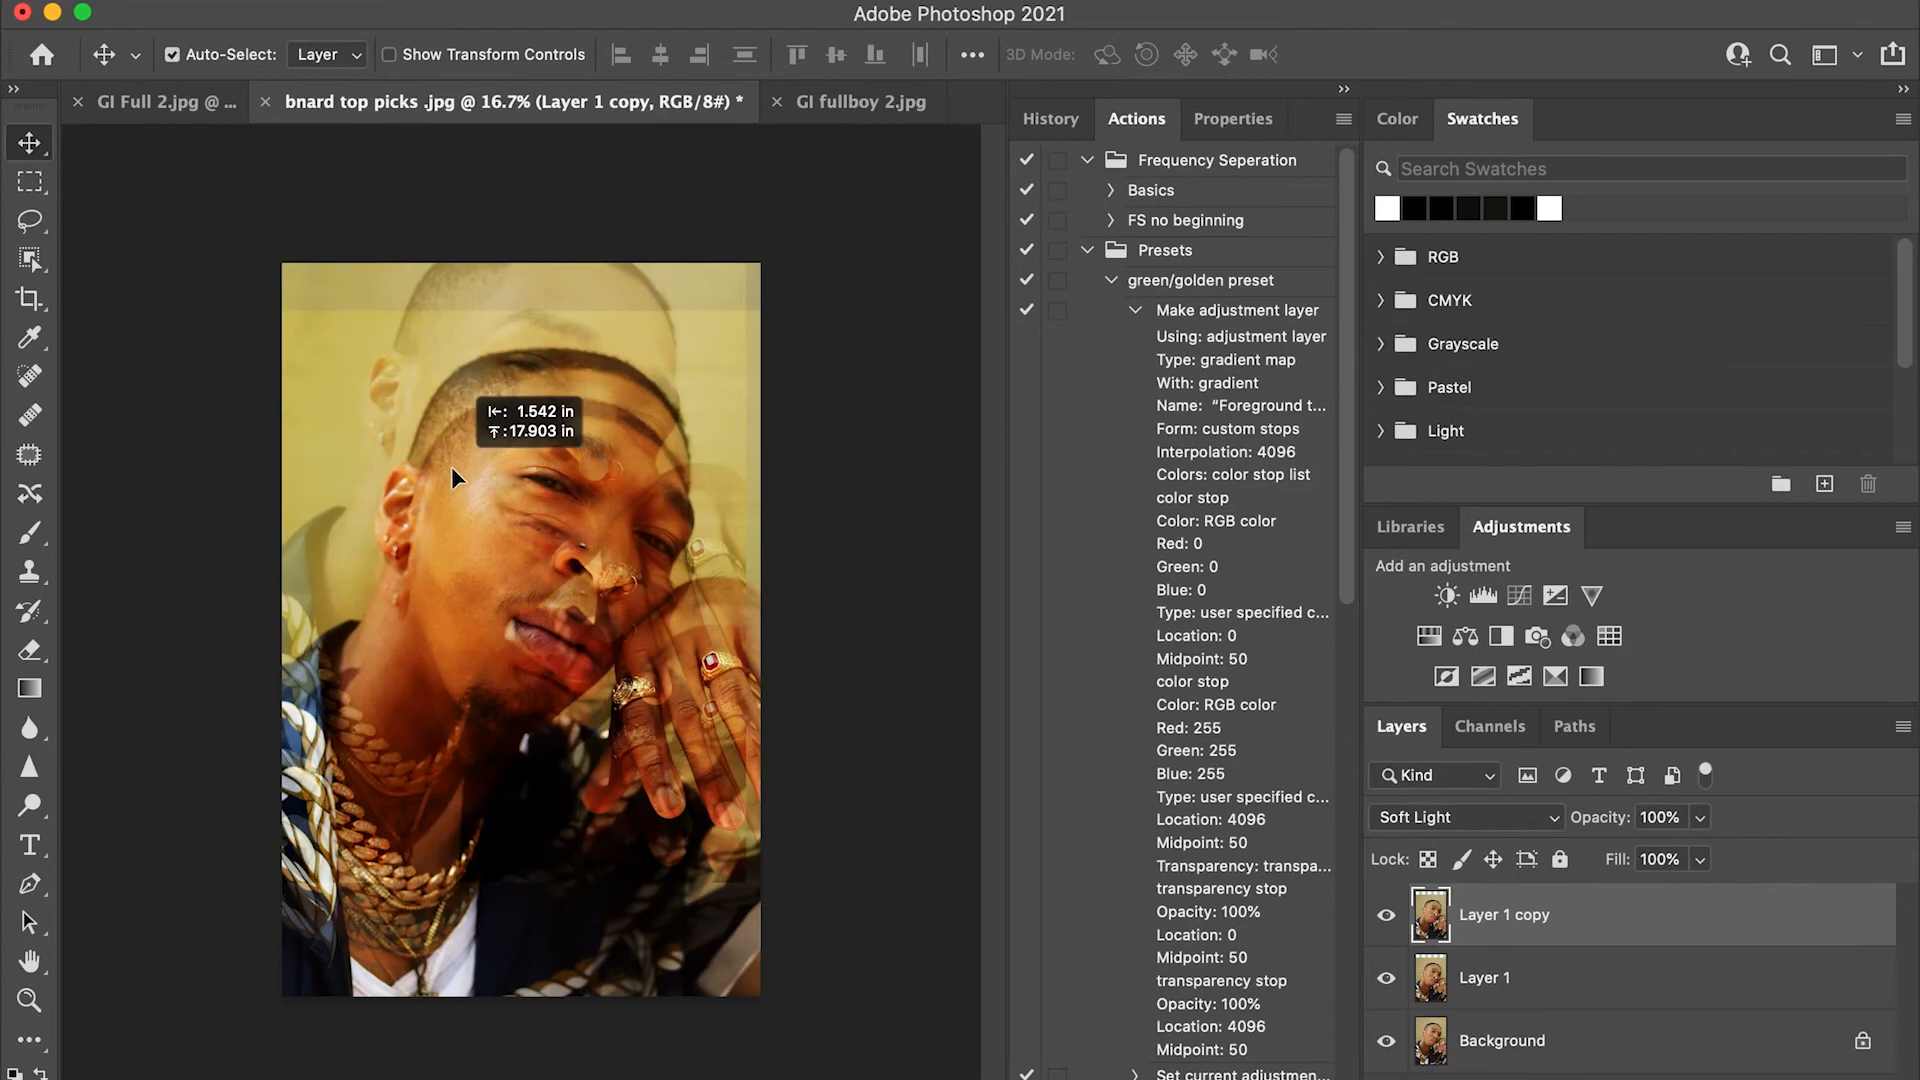 Adobe Photoshop 2021
Auto-Select: Layer Show Transform Controls 3D Mode:
GI Full 2.jpg @ ... bnard top picks .jpg @ 16.7% (Layer 1 copy, RGB/8#) * GI fullboy 2.jpg
1.542 in
17.903 in
History Actions Properties
Frequency Seperation
Basics
FS no beginning
Presets
green/golden preset
Make adjustment layer
Using: adjustment layer
Type: gradient map
With: gradient
Name: “Foreground t...
Form: custom stops
Interpolation: 4096
Colors: color stop list
color stop
Color: RGB color
Red: 0
Green: 0
Blue: 0
Type: user specified c...
Location: 0
Midpoint: 50
color stop
Color: RGB color
Red: 255
Green: 255
Blue: 255
Type: user specified c...
Location: 4096
Midpoint: 50
Transparency: transpa...
transparency stop
Opacity: 100%
Location: 0
Midpoint: 50
transparency stop
Opacity: 100%
Location: 4096
Midpoint: 50
Set current adjustmen...
Color Swatches
Search Swatches
RGB
CMYK
Grayscale
Pastel
Light
Libraries Adjustments
Add an adjustment
Layers Channels Paths
Kind
Soft Light Opacity: 100%
Lock: Fill: 100%
Layer 1 copy
Layer 1
Background